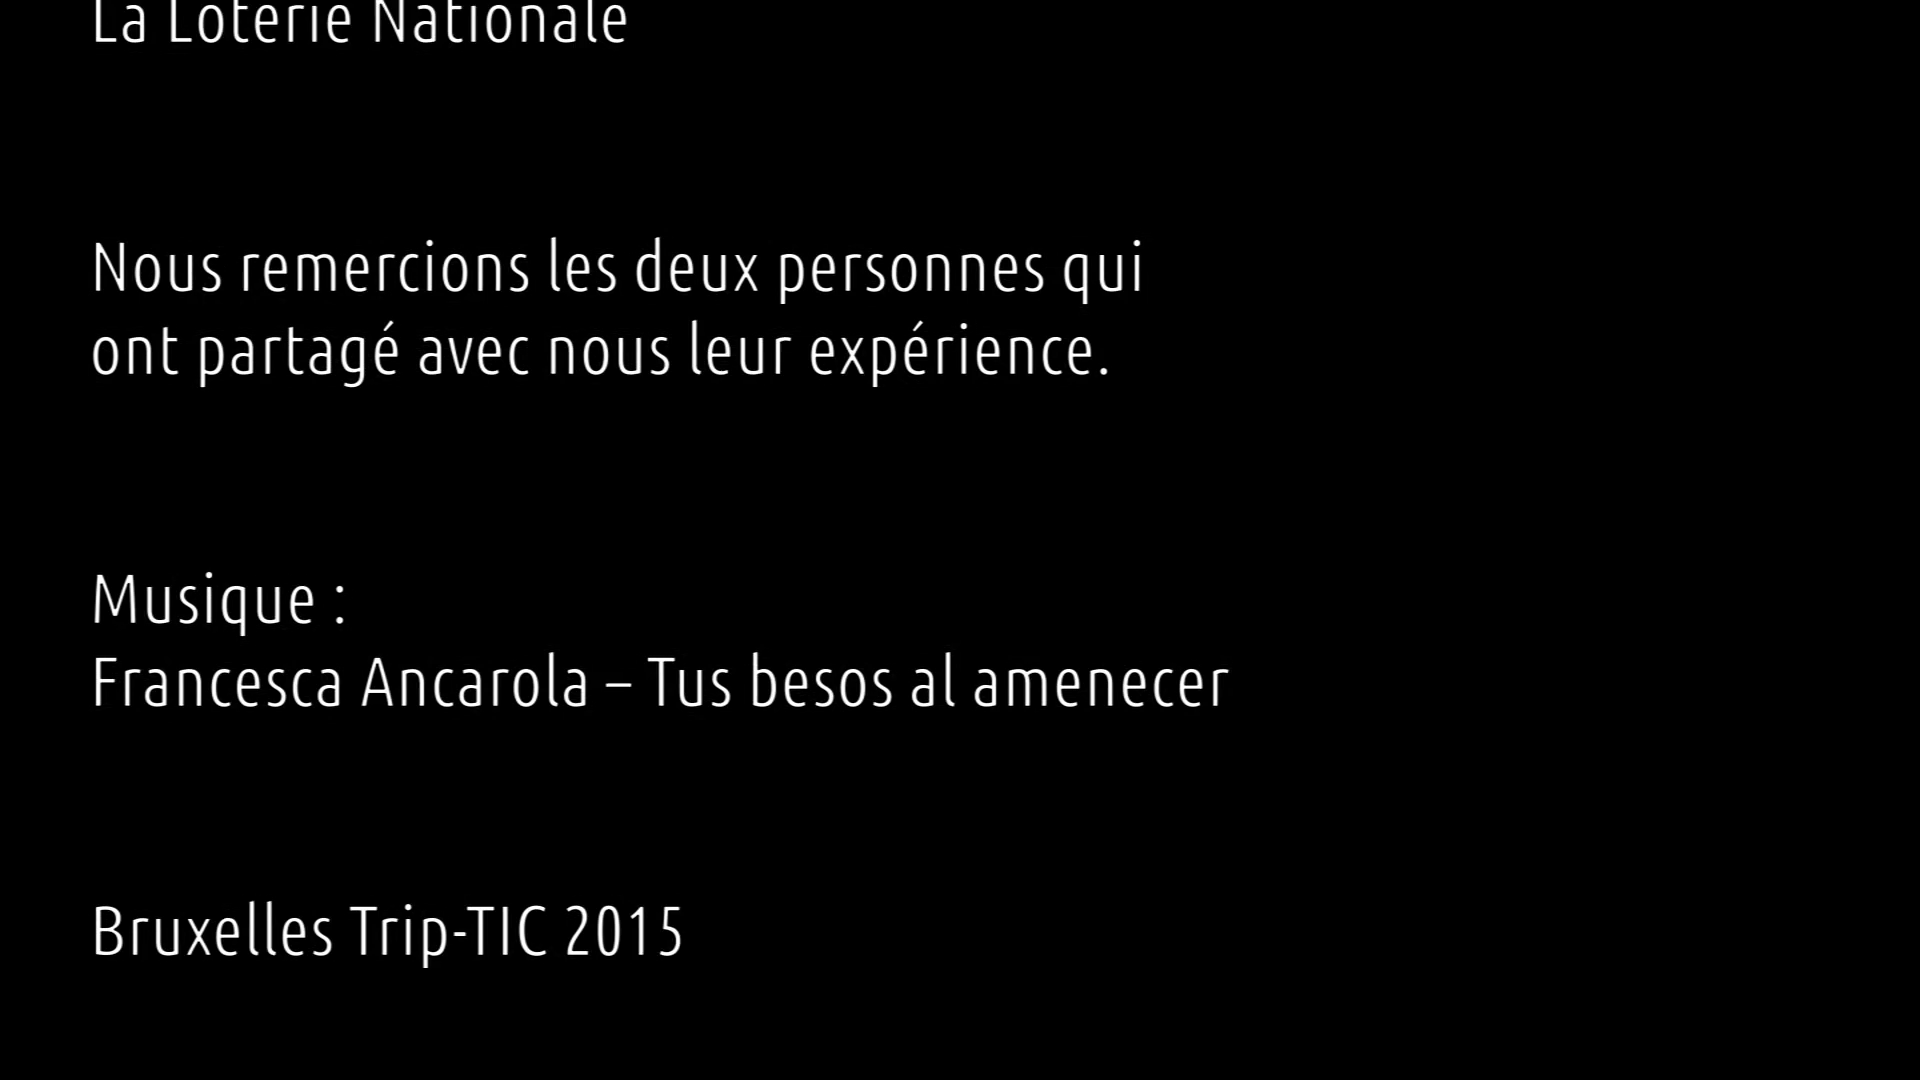 La Loterie Nationale
Nous remercions les deux personnes qui
ont partagé avec nous leur expérience.
Musique :
Francesca Ancarola – Tus besos al amenecer
Bruxelles Trip-TIC 2015